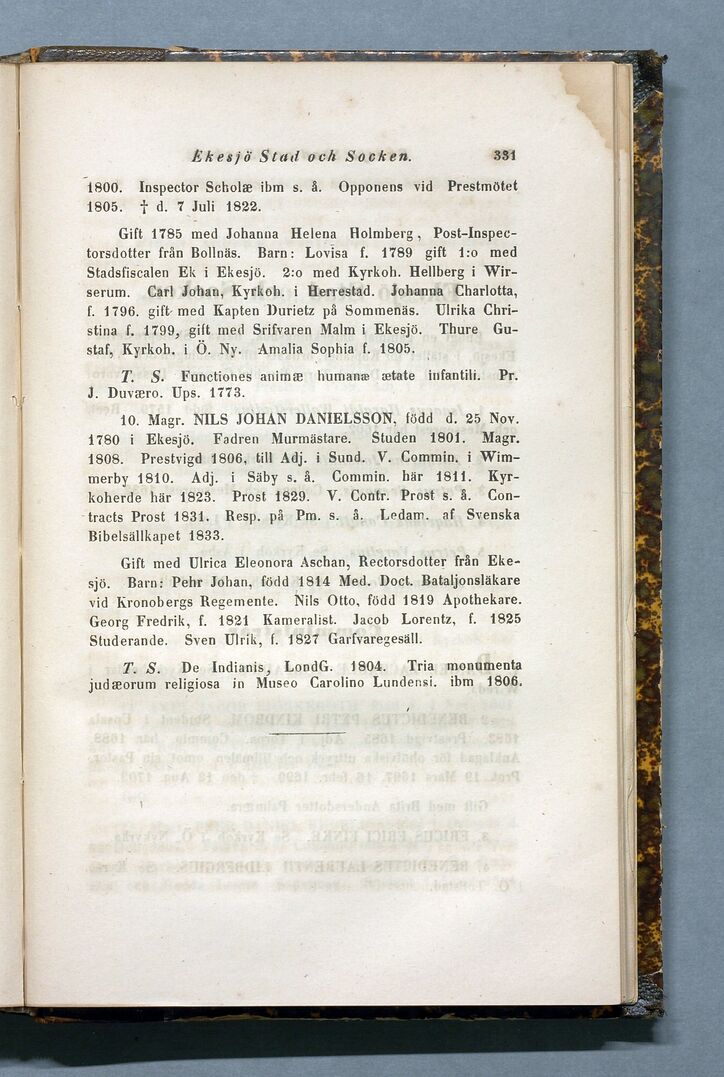 Ekesjö Stad och Socken. 331
1800. Inspector Scholæ ibm s. å. Opponens vid Prestmötet
1805. † d. 7 Juli 1822.
Gift 1785 med Johanna Helena Holmberg, Post-Inspec-
torsdotter från Bollnäs. Barn: Lovisa f. 1789 gift 1:o med
Stadsfiscalen Ek i Ekesjö. 2:o med Kyrkoh. Hellberg i Wir-
serum. Carl Johan, Kyrkoh. i Herrestad. Johanna Charlotta,
f. 1796. gift med Kapten Durietz på Sommenäs. Ulrika Chri-
stina f. 1799, gift med Srifvaren Malm i Ekesjö. Thure Gu-
staf, Kyrkoh. i Ö. Ny. Amalia Sophia f. 1805.
T. S. Functiones animæ humanæ ætate infantili. Pr.
J. Duværo. Ups. 1773.
10. Magr. NILS JOHAN DANIELSSON, född d. 25 Nov.
1780 i Ekesjö. Fadren Murmästare. Studen 1801. Magr.
1808. Prestvigd 1806, till Adj. i Sund. V. Commin. i Wim-
merby 1810. Adj. i Säby s. å. Commin. här 1811. Kyr-
koherde här 1823. Prost 1829. V. Contr. Prost s. å. Con-
tracts Prost 1831. Resp. på Pm. s. å. Ledam. af Svenska
Bibelsällkapet 1833.
Gift med Ulrica Eleonora Aschan, Rectorsdotter från Eke-
sjö. Barn: Pehr Johan, född 1814 Med. Doct. Bataljonsläkare
vid Kronobergs Regemente. Nils Otto, född 1819 Apothekare.
Georg Fredrik, f. 1821 Kameralist. Jacob Lorentz, f. 1825
Studerande. Sven Ulrik, f. 1827 Garfvaregesäll.
T. S. De Indianis, LondG. 1804. Tria monumenta
judæorum religiosa in Museo Carolino Lundensi. ibm 1806.